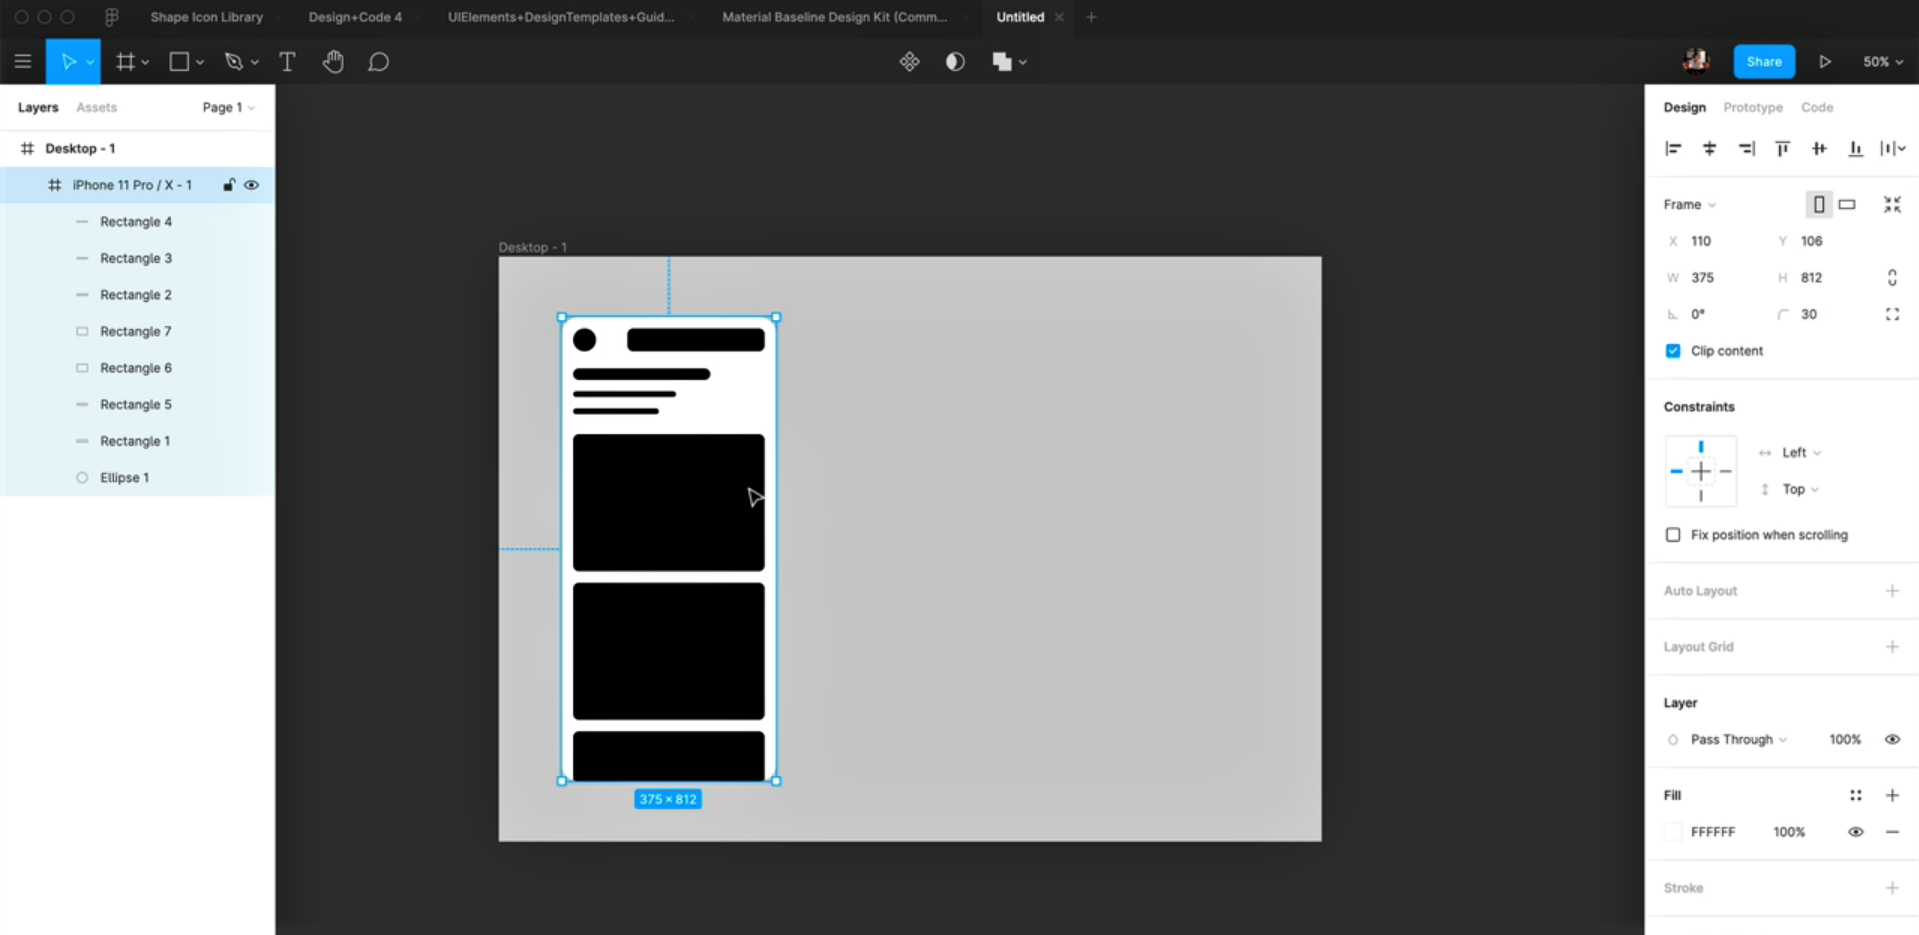 Shape Icon Library
Design+Code 4
UIElements+DesignTemplates+Guid...
Material Baseline Design Kit (Comm...
Untitled
Share
50%
Layers
Assets
Page 1
Desktop - 1
iPhone 11 Pro / X - 1
Rectangle 4
Rectangle 3
Rectangle 2
Rectangle 7
Rectangle 6
Rectangle 5
Rectangle 1
Ellipse 1
Desktop - 1
375 × 812
Design
Prototype
Code
Frame
X 110 Y 106
W 375 H 812
0° 30
Clip content
Constraints
Left
Top
Fix position when scrolling
Auto Layout
Layout Grid
Layer
Pass Through 100%
Fill
FFFFFF 100%
Stroke